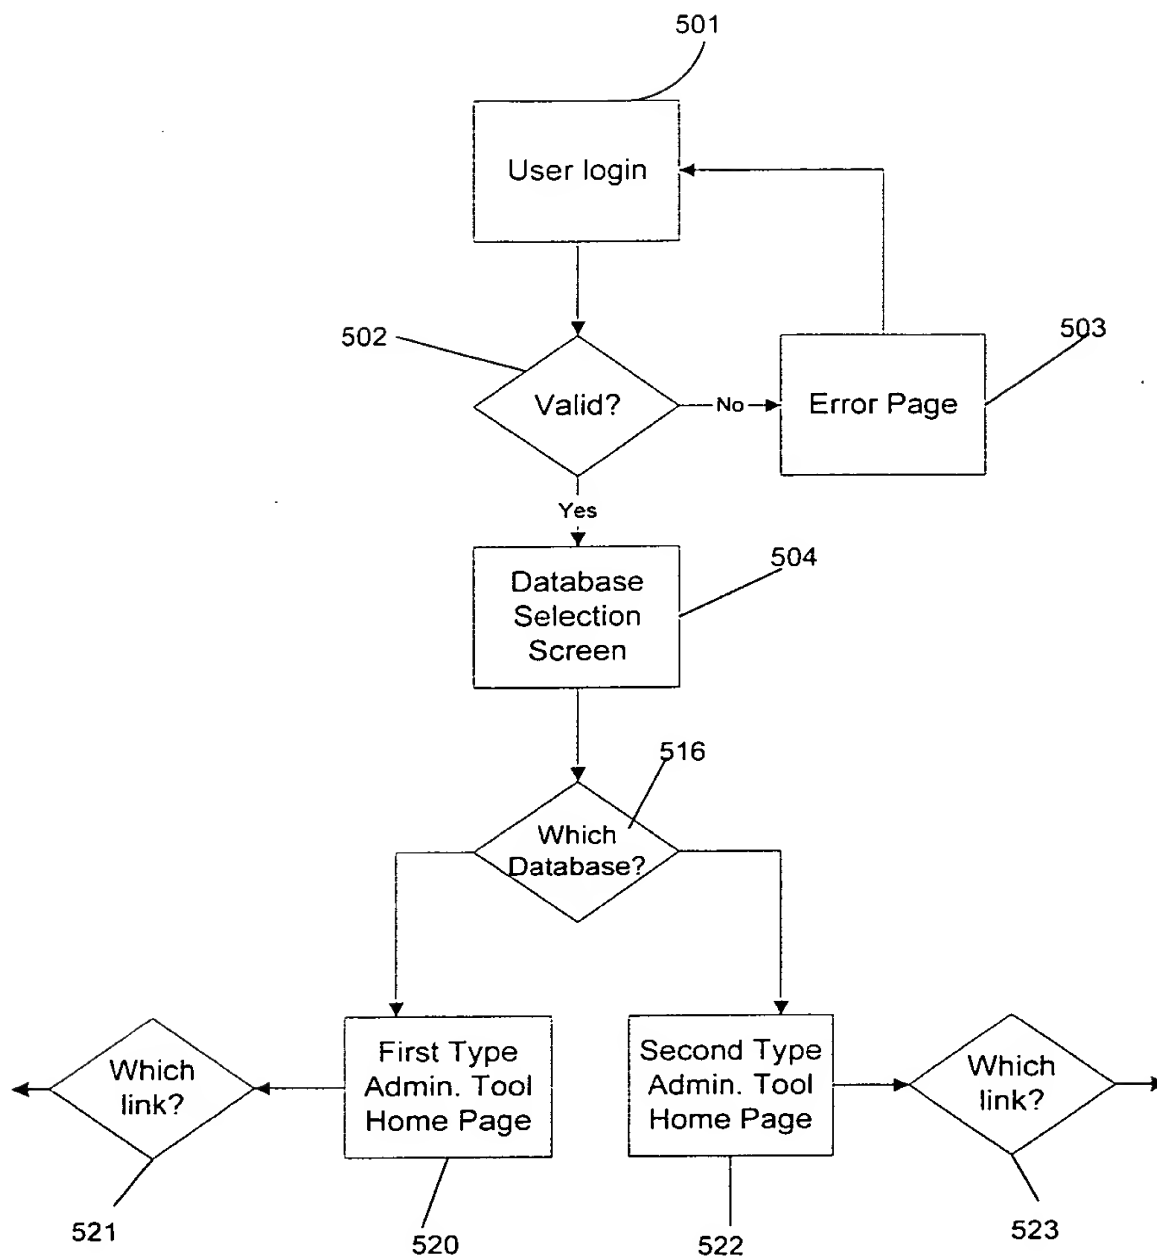 501
User login
502
Valid?
No
503
Error Page
Yes
504
Database
Selection
Screen
516
Which
Database?
Which
link?
First Type
Admin. Tool
Home Page
Second Type
Admin. Tool
Home Page
Which
link?
521
520
522
523